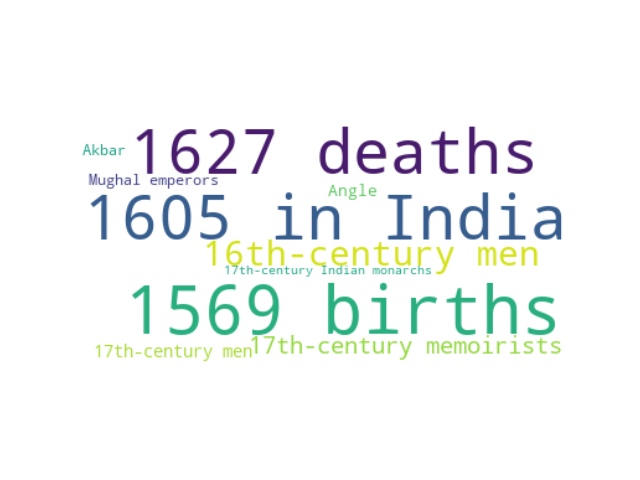 1627 deaths
Akbar
Mughal emperors
Angle
1605 in India
16th-century men
17th-century Indian monarchs
1569 births
17th-century memoirists
17th-century men